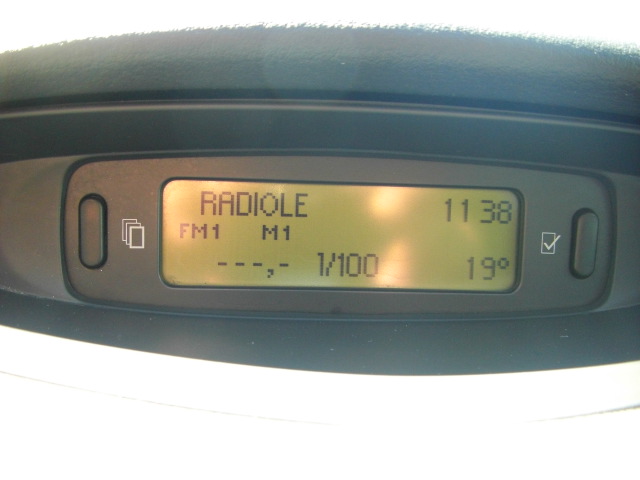 RADIOLE 11 38
FM1 M1
---,- 1/100 19°